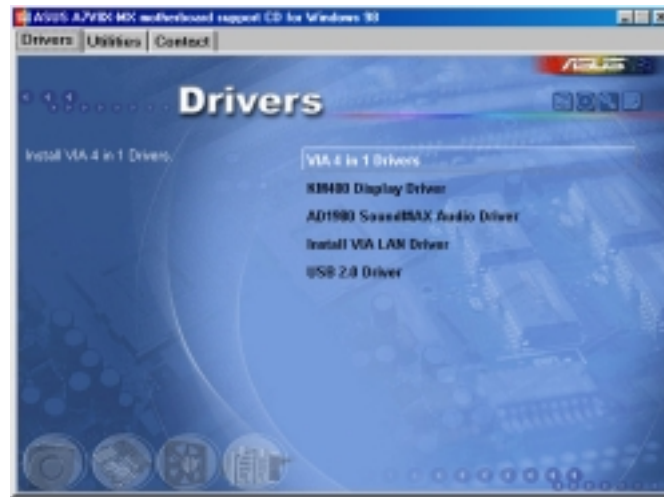 ASUS A7V8X-MX motherboard support CD for Windows 98
Drivers Utilities Contact
ASUS
Drivers
Install VIA 4 in 1 Drivers.
VIA 4 in 1 Drivers
KM400 Display Driver
AD1980 SoundMAX Audio Driver
Install VIA LAN Driver
USB 2.0 Driver